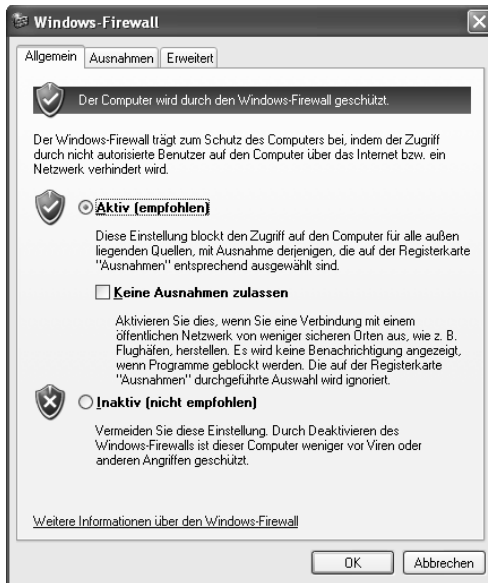 Windows-Firewall
Allgemein Ausnahmen Erweitert
Der Computer wird durch den Windows-Firewall geschützt.
Der Windows-Firewall trägt zum Schutz des Computers bei, indem der Zugriff
durch nicht autorisierte Benutzer auf den Computer über das Internet bzw. ein
Netzwerk verhindert wird.
Aktiv (empfohlen)
Diese Einstellung blockt den Zugriff auf den Computer für alle außen
liegenden Quellen, mit Ausnahme derjenigen, die auf der Registerkarte
"Ausnahmen" entsprechend ausgewählt sind.
Keine Ausnahmen zulassen
Aktivieren Sie dies, wenn Sie eine Verbindung mit einem
öffentlichen Netzwerk von weniger sicheren Orten aus, wie z. B.
Flughäfen, herstellen. Es wird keine Benachrichtigung angezeigt,
wenn Programme geblockt werden. Die auf der Registerkarte
"Ausnahmen" durchgeführte Auswahl wird ignoriert.
Inaktiv (nicht empfohlen)
Vermeiden Sie diese Einstellung. Durch Deaktivieren des
Windows-Firewalls ist dieser Computer weniger vor Viren oder
anderen Angriffen geschützt.
Weitere Informationen über den Windows-Firewall
OK Abbrechen